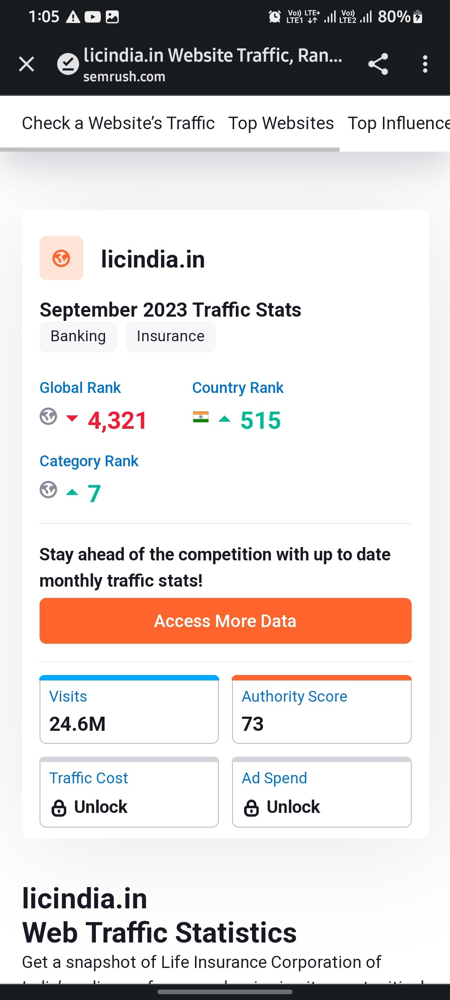 1:05
Vo)) LTE+ Vo)) 80%
LTE1 LTE2
licindia.in Website Traffic, Ran...
semrush.com
Check a Website’s Traffic Top Websites Top Influence
licindia.in
September 2023 Traffic Stats
Banking Insurance
Global Rank Country Rank
4,321 515
Category Rank
7
Stay ahead of the competition with up to date
monthly traffic stats!
Access More Data
Visits Authority Score
24.6M 73
Traffic Cost Ad Spend
Unlock Unlock
licindia.in
Web Traffic Statistics
Get a snapshot of Life Insurance Corporation of